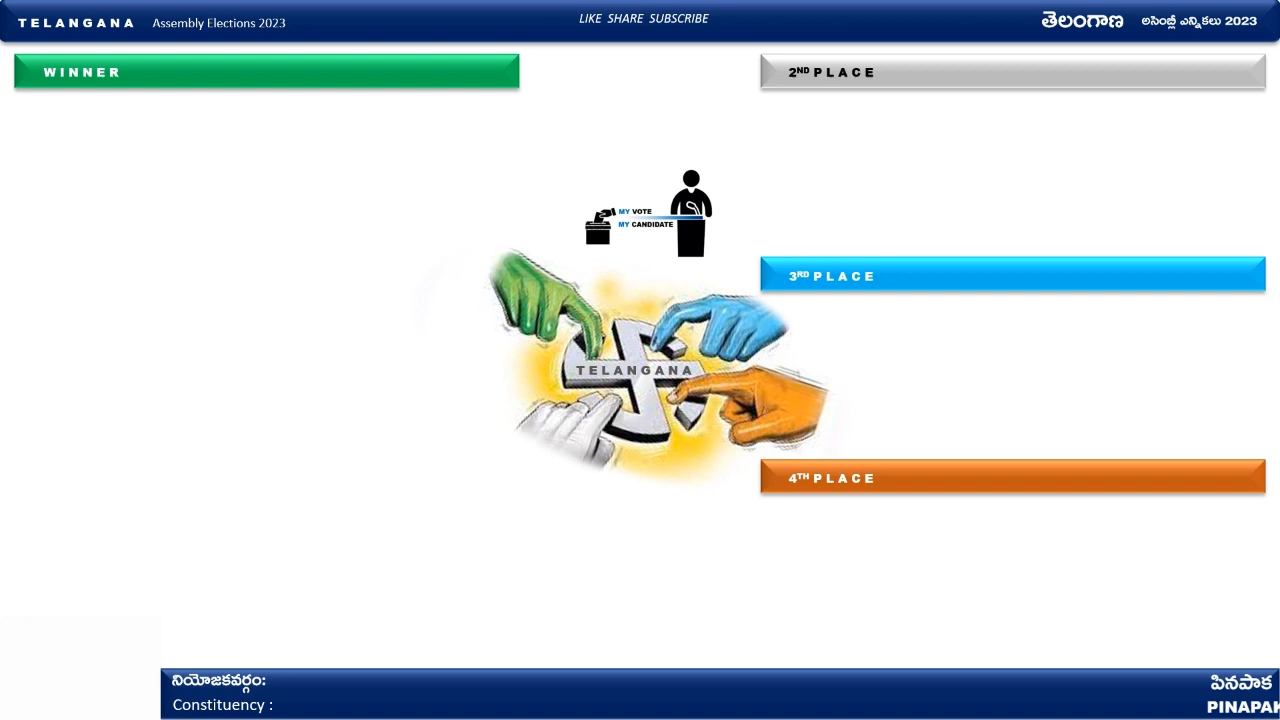 TELANGANA Assembly Elections 2023
LIKE SHARE SUBSCRIBE
తెలంగాణ అసెంబ్లీ ఎన్నికలు 2023
WINNER
2ND PLACE
MY VOTE
MY CANDIDATE
3RD PLACE
TELANGANA
4TH PLACE
నియోజకవర్గం: పినపాక
Constituency : PINAPAK